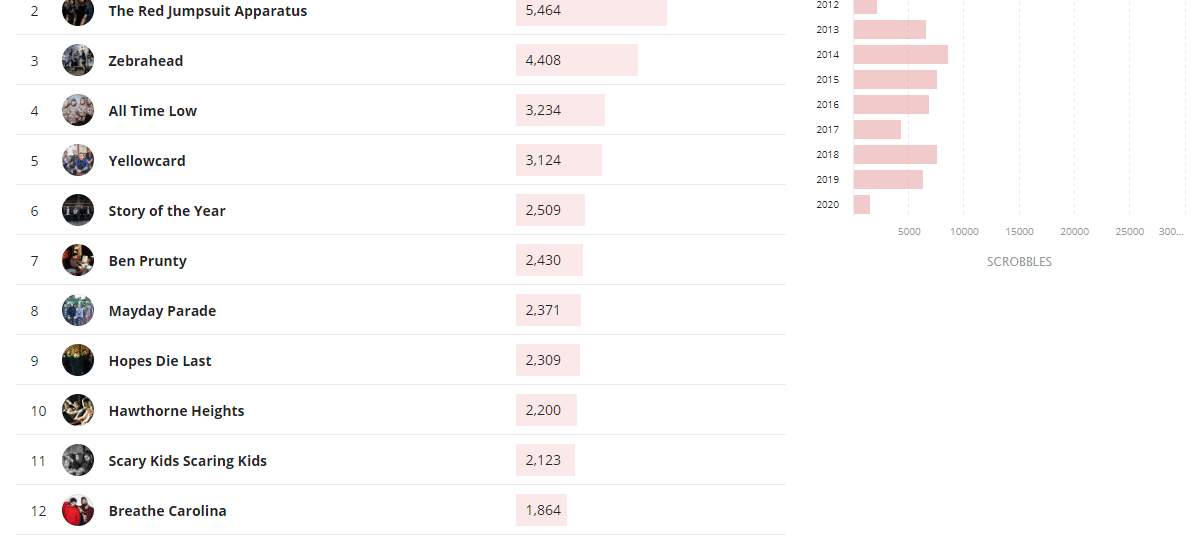 2 The Red Jumpsuit Apparatus 5,464
3 Zebrahead 4,408
4 All Time Low 3,234
5 Yellowcard 3,124
6 Story of the Year 2,509
7 Ben Prunty 2,430
8 Mayday Parade 2,371
9 Hopes Die Last 2,309
10 Hawthorne Heights 2,200
11 Scary Kids Scaring Kids 2,123
12 Breathe Carolina 1,864
2012
2013
2014
2015
2016
2017
2018
2019
2020
5000 10000 15000 20000 25000 300...
SCROBBLES